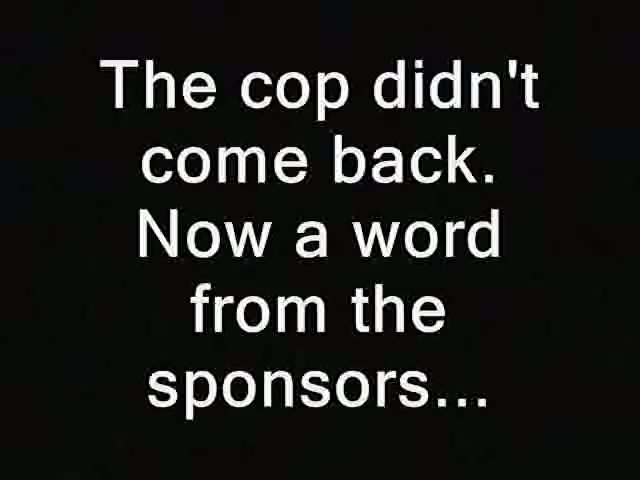 The cop didn't
come back.
Now a word
from the
sponsors...